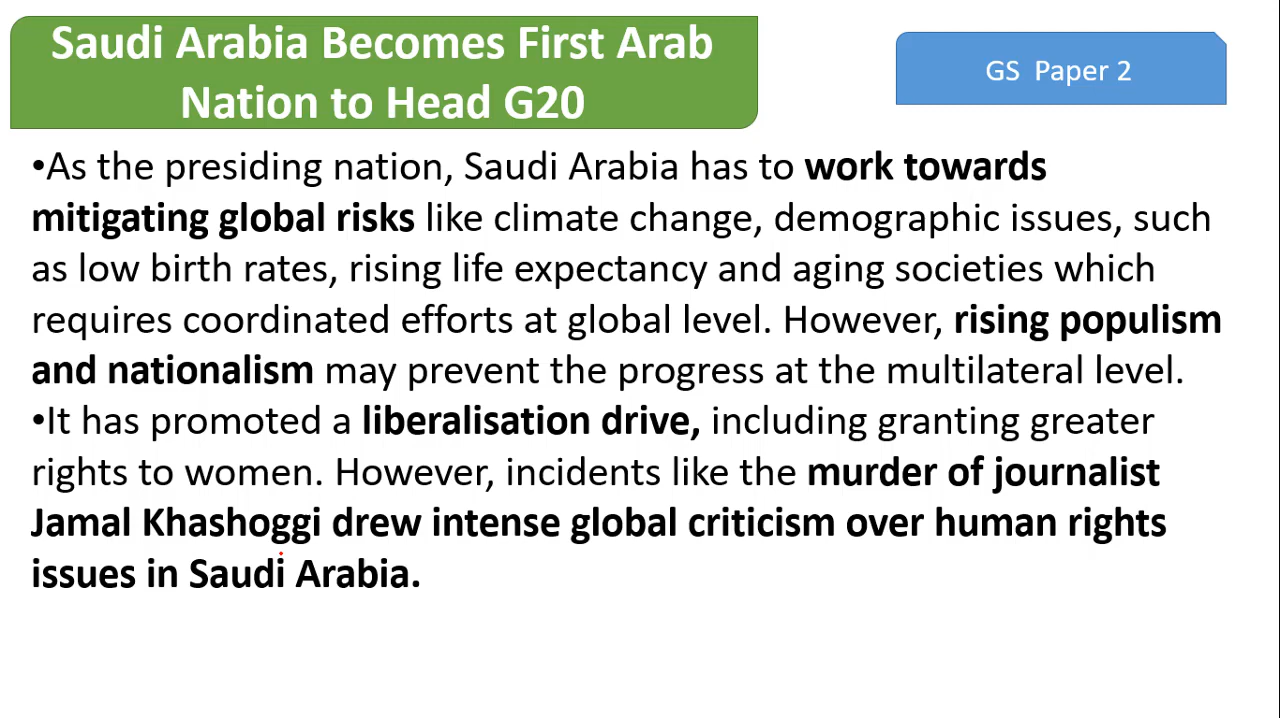 Saudi Arabia Becomes First Arab
Nation to Head G20
GS Paper 2
•As the presiding nation, Saudi Arabia has to work towards
mitigating global risks like climate change, demographic issues, such
as low birth rates, rising life expectancy and aging societies which
requires coordinated efforts at global level. However, rising populism
and nationalism may prevent the progress at the multilateral level.
•It has promoted a liberalisation drive, including granting greater
rights to women. However, incidents like the murder of journalist
Jamal Khashoggi drew intense global criticism over human rights
issues in Saudi Arabia.